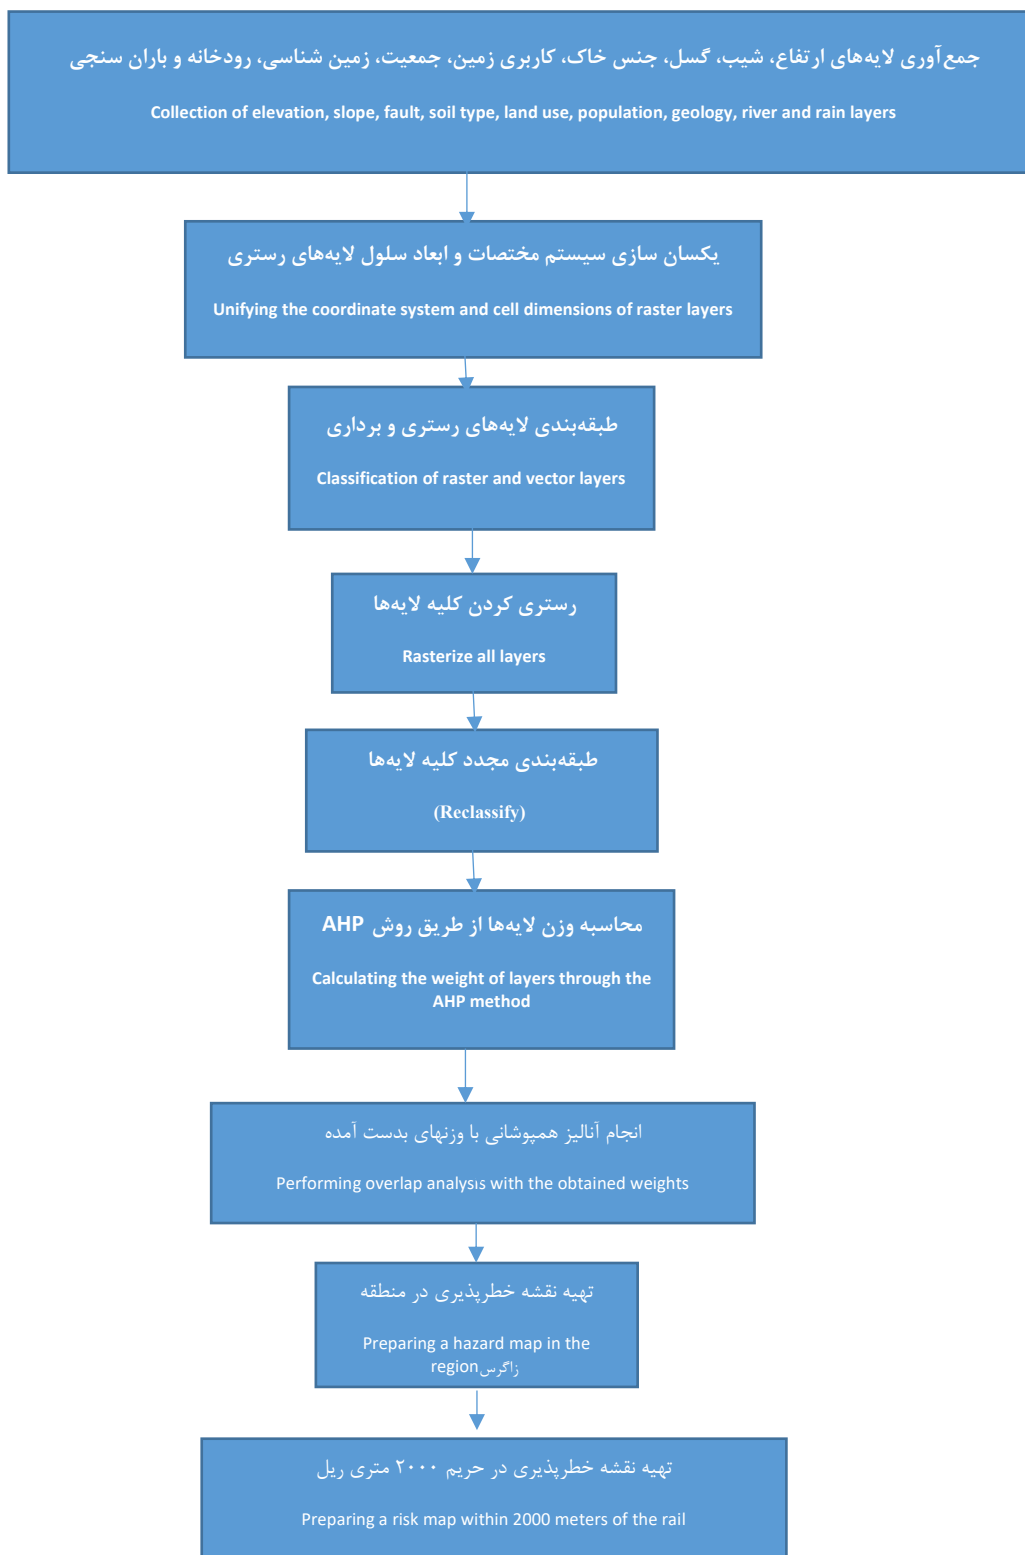 جمع‌آوری لایه‌های ارتفاع، شیب، گسل، جنس خاک، کاربری زمین، جمعیت، زمین شناسی، رودخانه و باران سنجی
Collection of elevation, slope, fault, soil type, land use, population, geology, river and rain layers
یکسان سازی سیستم مختصات و ابعاد سلول لایه‌های رستری
Unifying the coordinate system and cell dimensions of raster layers
طبقه‌بندی لایه‌های رستری و برداری
Classification of raster and vector layers
رستری کردن کلیه لایه‌ها
Rasterize all layers
طبقه‌بندی مجدد کلیه لایه‌ها
(Reclassify)
محاسبه وزن لایه‌ها از طریق روش AHP
Calculating the weight of layers through the
AHP method
انجام آنالیز همپوشانی با وزنهای بدست آمده
Performing overlap analysis with the obtained weights
تهیه نقشه خطرپذیری در منطقه
Preparing a hazard map in the
region زاگرس
تهیه نقشه خطرپذیری در حریم ۲۰۰۰ متری ریل
Preparing a risk map within 2000 meters of the rail